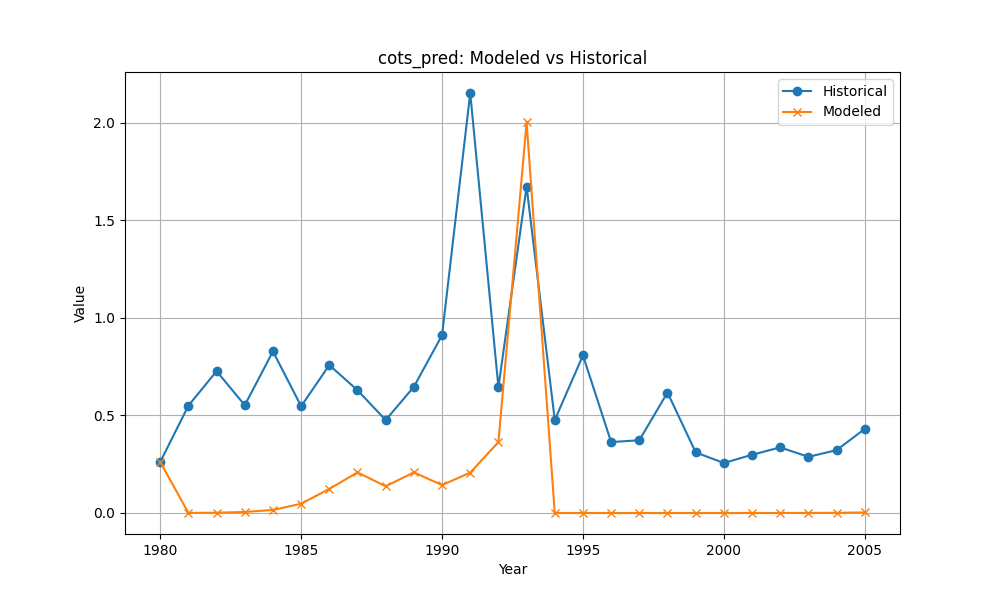 cots_pred: Modeled vs Historical
Historical
Modeled
2.0
1.5
1.0
0.5
0.0
Value
1980
1985
1990
1995
2000
2005
Year